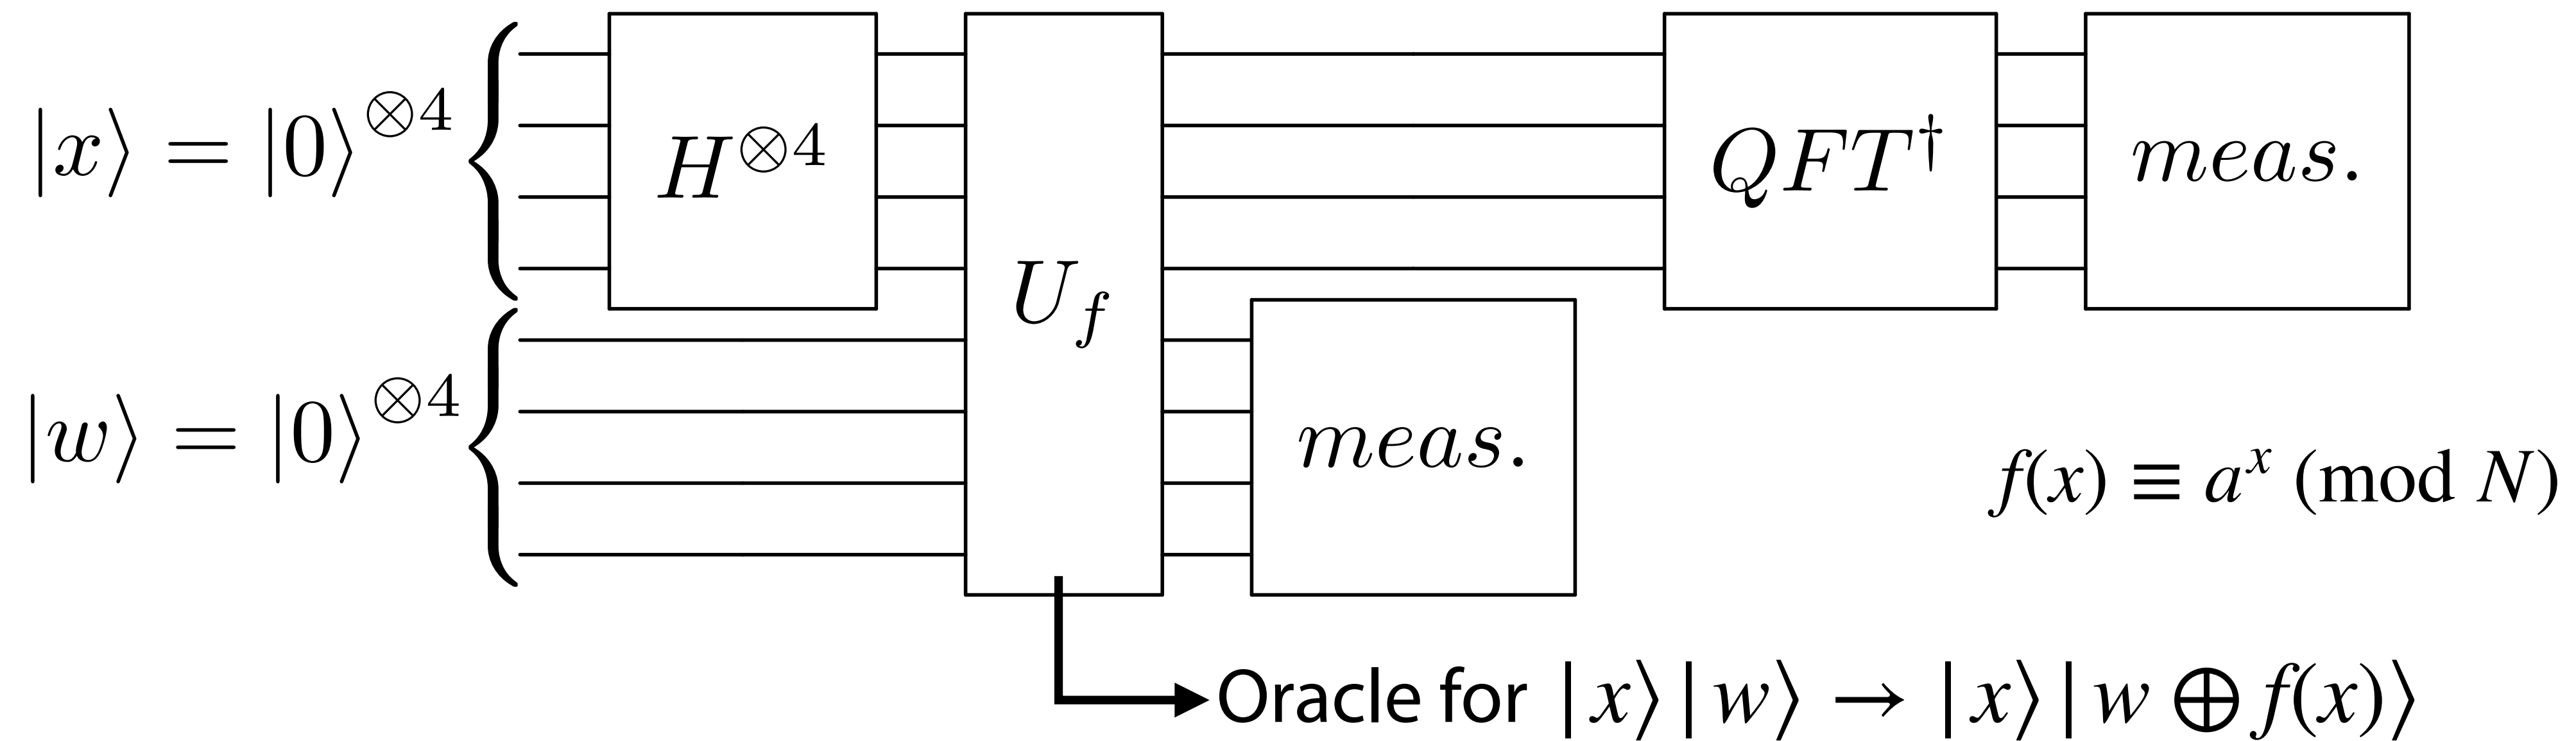 |x⟩ = |0⟩^{⊗4}
H^{⊗4}
U_f
QFT^†
meas.
|w⟩ = |0⟩^{⊗4}
meas.
f(x) ≡ a^x (mod N)
Oracle for |x⟩|w⟩ → |x⟩|w ⊕ f(x)⟩